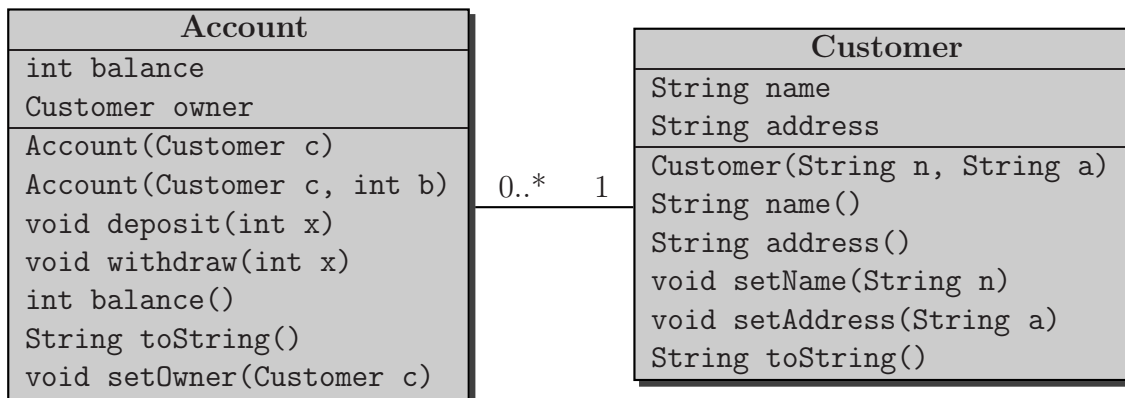 Account
int balance
Customer owner
Account(Customer c)
Account(Customer c, int b)
void deposit(int x)
void withdraw(int x)
int balance()
String toString()
void setOwner(Customer c)
0..* 1
Customer
String name
String address
Customer(String n, String a)
String name()
String address()
void setName(String n)
void setAddress(String a)
String toString()